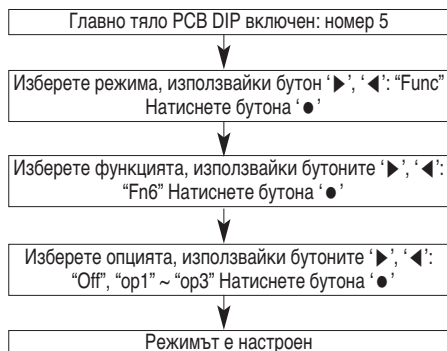 Главно тяло PCB DIP включен: номер 5
Изберете режима, използвайки бутон ‘▶’, ‘◀’: “Func”
Натиснете бутона ‘●’
Изберете функцията, използвайки бутоните ‘▶’, ‘◀’:
“Fn6” Натиснете бутона ‘●’
Изберете опцията, използвайки бутоните ‘▶’, ‘◀’:
“Off”, “op1” ~ “op3” Натиснете бутона ‘●’
Режимът е настроен